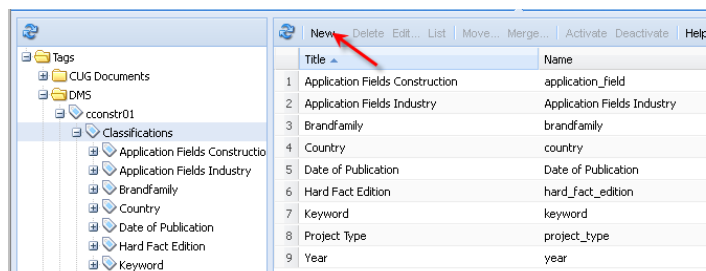 New... Delete Edit... List Move... Merge... Activate Deactivate Help
Tags
CUG Documents
DMS
cconstr01
Classifications
Application Fields Constructio
Application Fields Industry
Brandfamily
Country
Date of Publication
Hard Fact Edition
Keyword
Title Name
1 Application Fields Construction application_field
2 Application Fields Industry Application Fields Industry
3 Brandfamily brandfamily
4 Country country
5 Date of Publication Date of Publication
6 Hard Fact Edition hard_fact_edition
7 Keyword keyword
8 Project Type project_type
9 Year year